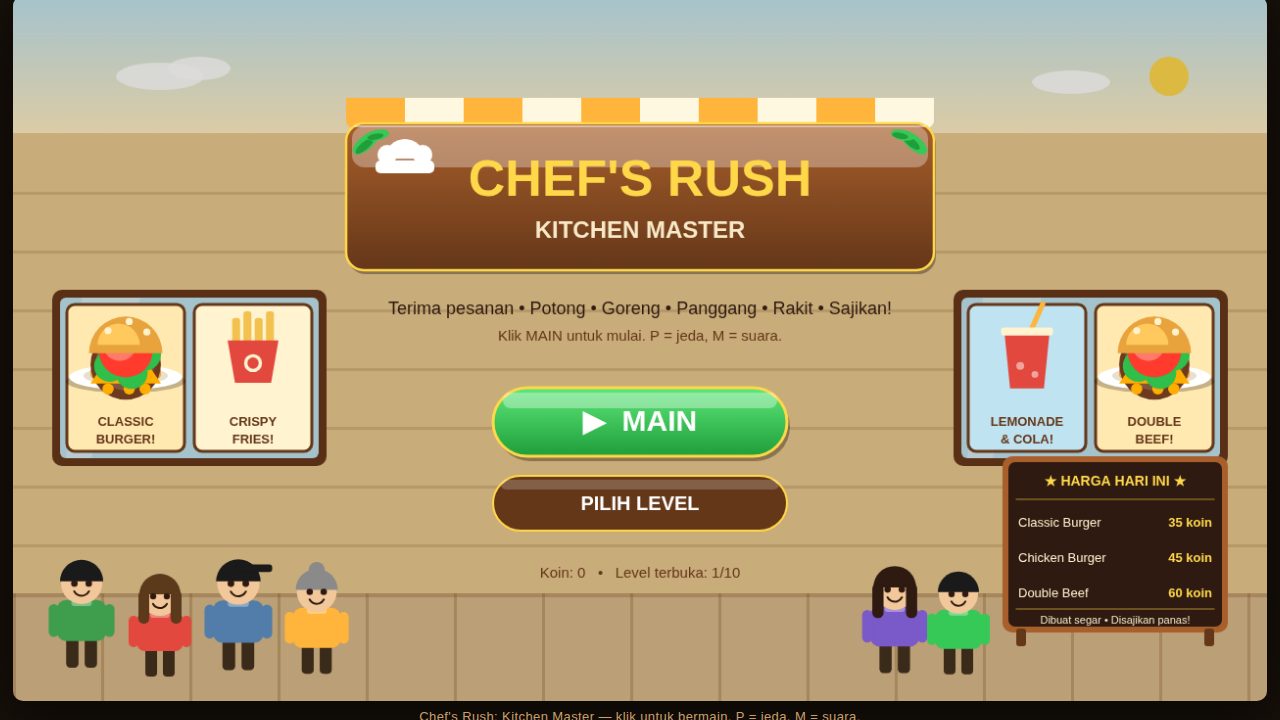 CHEF'S RUSH
KITCHEN MASTER
Terima pesanan • Potong • Goreng • Panggang • Rakit • Sajikan!
Klik MAIN untuk mulai. P = jeda, M = suara.
CLASSIC
BURGER!
CRISPY
FRIES!
▶ MAIN
PILIH LEVEL
Koin: 0 • Level terbuka: 1/10
LEMONADE
& COLA!
DOUBLE
BEEF!
★ HARGA HARI INI ★
Classic Burger 35 koin
Chicken Burger 45 koin
Double Beef 60 koin
Dibuat segar • Disajikan panas!
Chef's Rush: Kitchen Master — klik untuk bermain. P = jeda, M = suara.